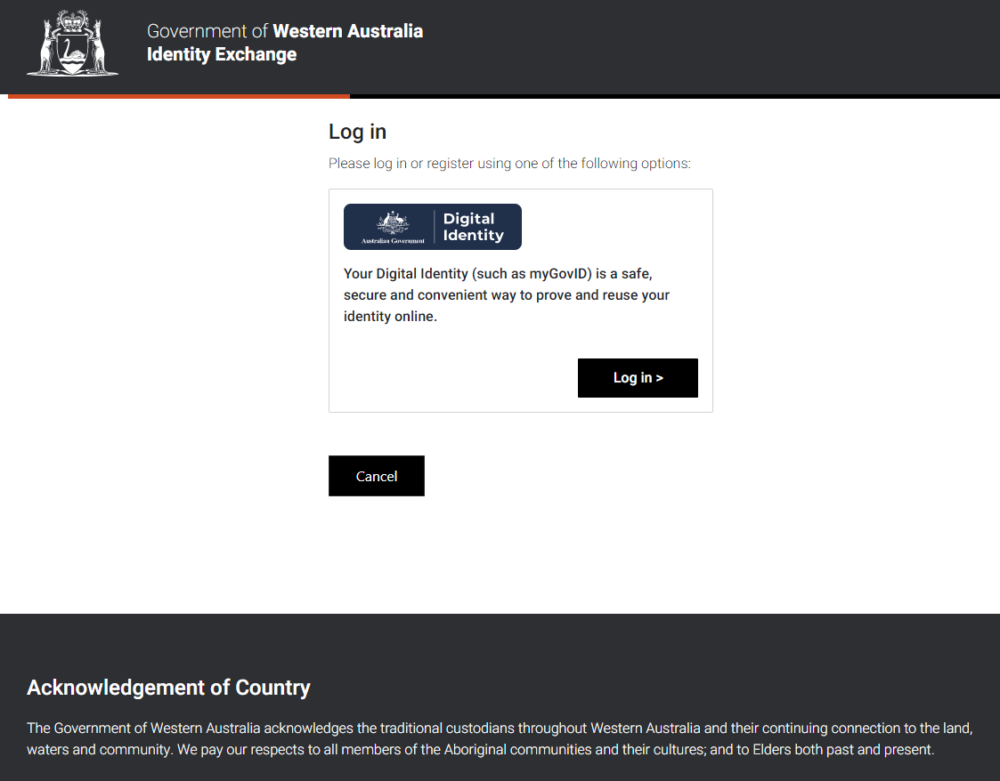 Government of Western Australia
Identity Exchange
Log in
Please log in or register using one of the following options:
Australian Government
Digital
Identity
Your Digital Identity (such as myGovID) is a safe,
secure and convenient way to prove and reuse your
identity online.
Log in >
Cancel
Acknowledgement of Country
The Government of Western Australia acknowledges the traditional custodians throughout Western Australia and their continuing connection to the land,
waters and community. We pay our respects to all members of the Aboriginal communities and their cultures; and to Elders both past and present.